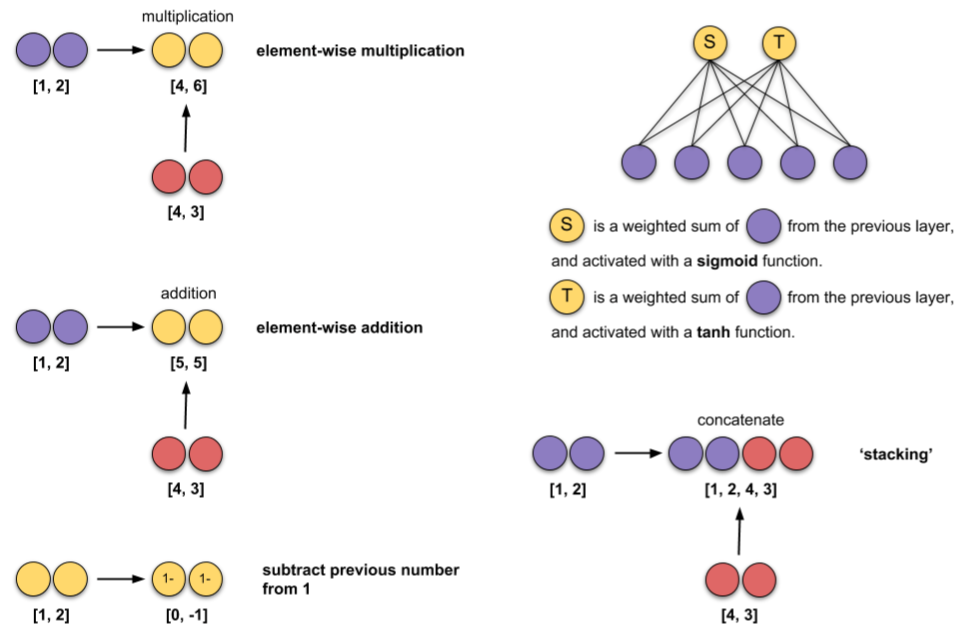 multiplication
element-wise multiplication
[1, 2]
[4, 6]
[4, 3]
addition
element-wise addition
[1, 2]
[5, 5]
[4, 3]
1-
1-
subtract previous number
from 1
[1, 2]
[0, -1]
S
T
S is a weighted sum of from the previous layer,
and activated with a sigmoid function.
T is a weighted sum of from the previous layer,
and activated with a tanh function.
concatenate
‘stacking’
[1, 2]
[1, 2, 4, 3]
[4, 3]